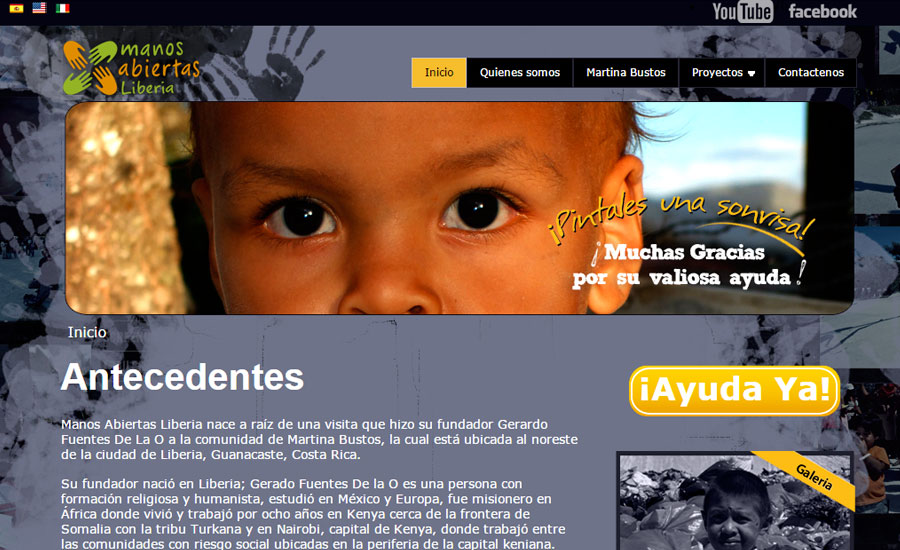 YouTube facebook
manos
abiertas
Liberia
Inicio Quienes somos Martina Bustos Proyectos Contactenos
¡Pintales una sonrisa!
¡Muchas Gracias
por su valiosa ayuda!
Inicio
Antecedentes
¡Ayuda Ya!
Manos Abiertas Liberia nace a raíz de una visita que hizo su fundador Gerardo
Fuentes De La O a la comunidad de Martina Bustos, la cual está ubicada al noreste
de la ciudad de Liberia, Guanacaste, Costa Rica.
Galeria
Su fundador nació en Liberia; Gerado Fuentes De la O es una persona con
formación religiosa y humanista, estudió en México y Europa, fue misionero en
África donde vivió y trabajó por ocho años en Kenya cerca de la frontera de
Somalia con la tribu Turkana y en Nairobi, capital de Kenya, donde trabajó entre
las comunidades con riesgo social ubicadas en la periferia de la capital keniana.